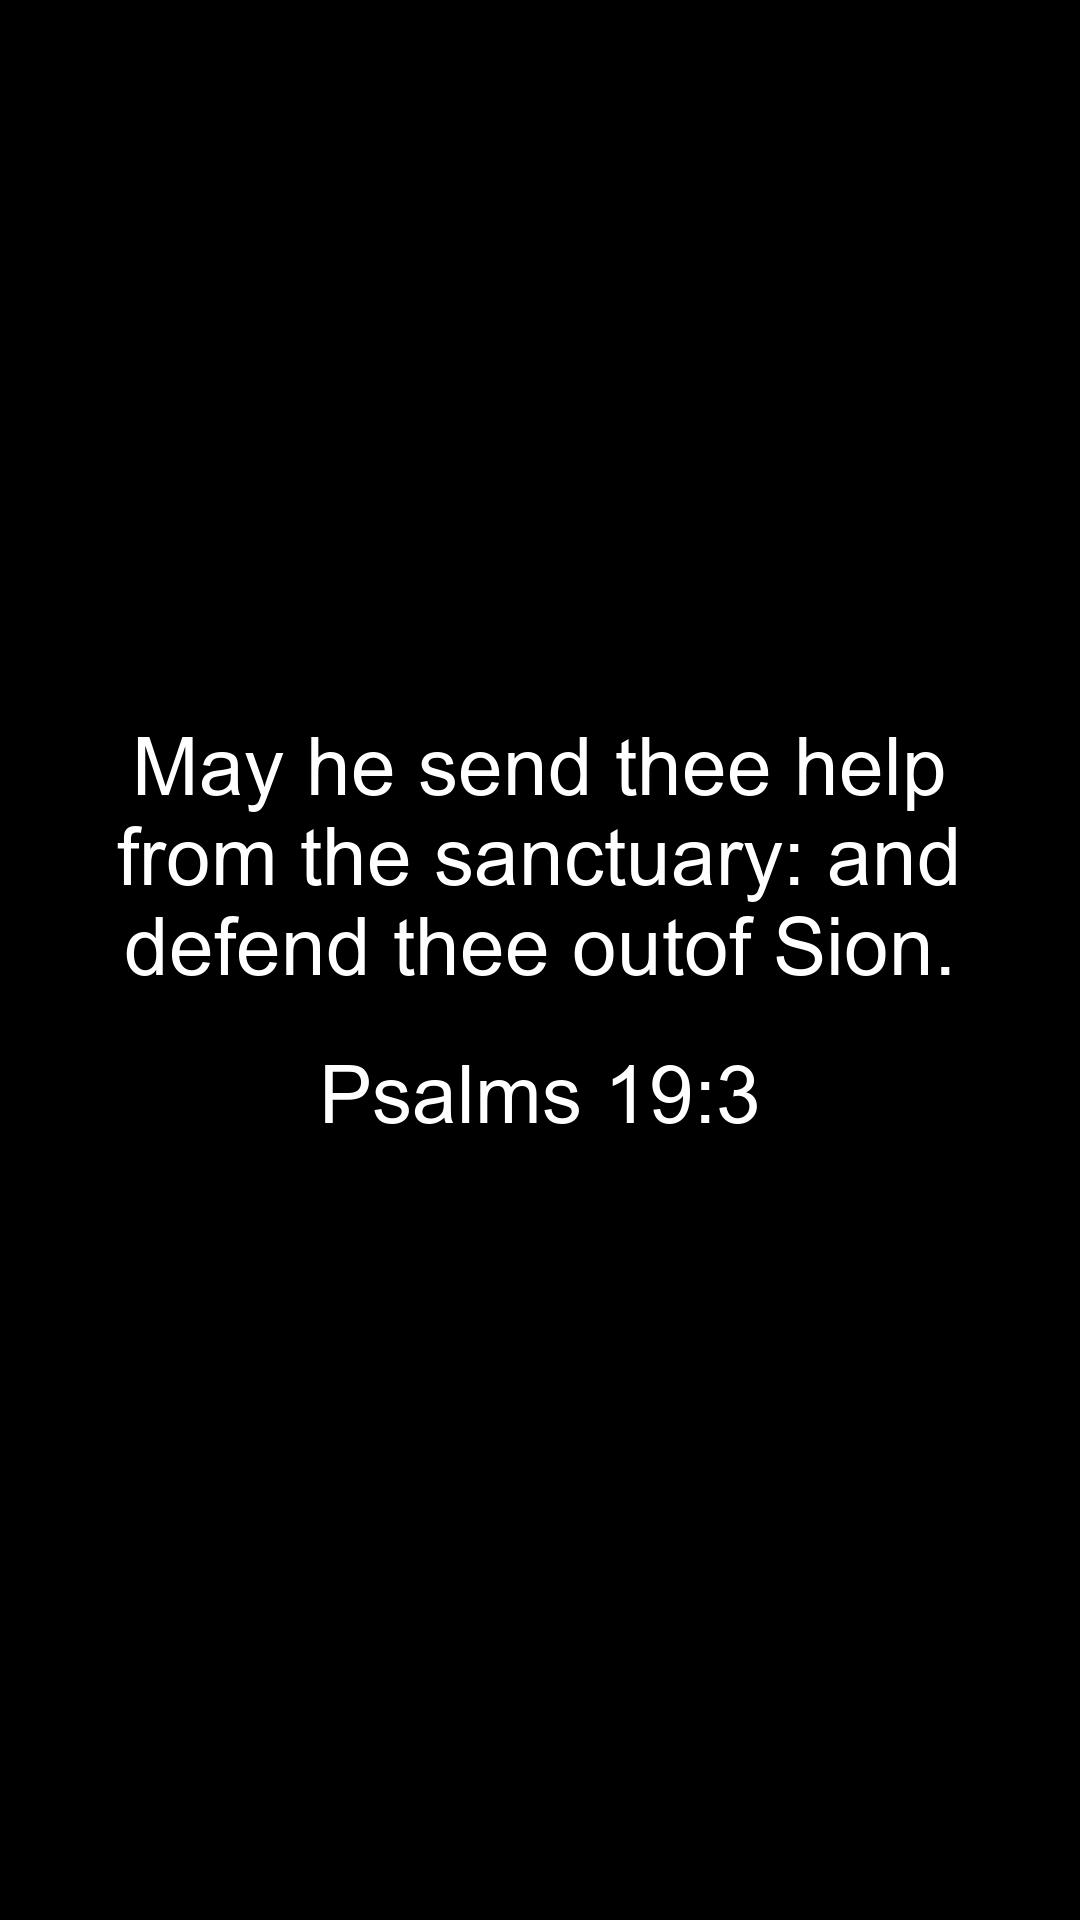 May he send thee help
from the sanctuary: and
defend thee outof Sion.
Psalms 19:3